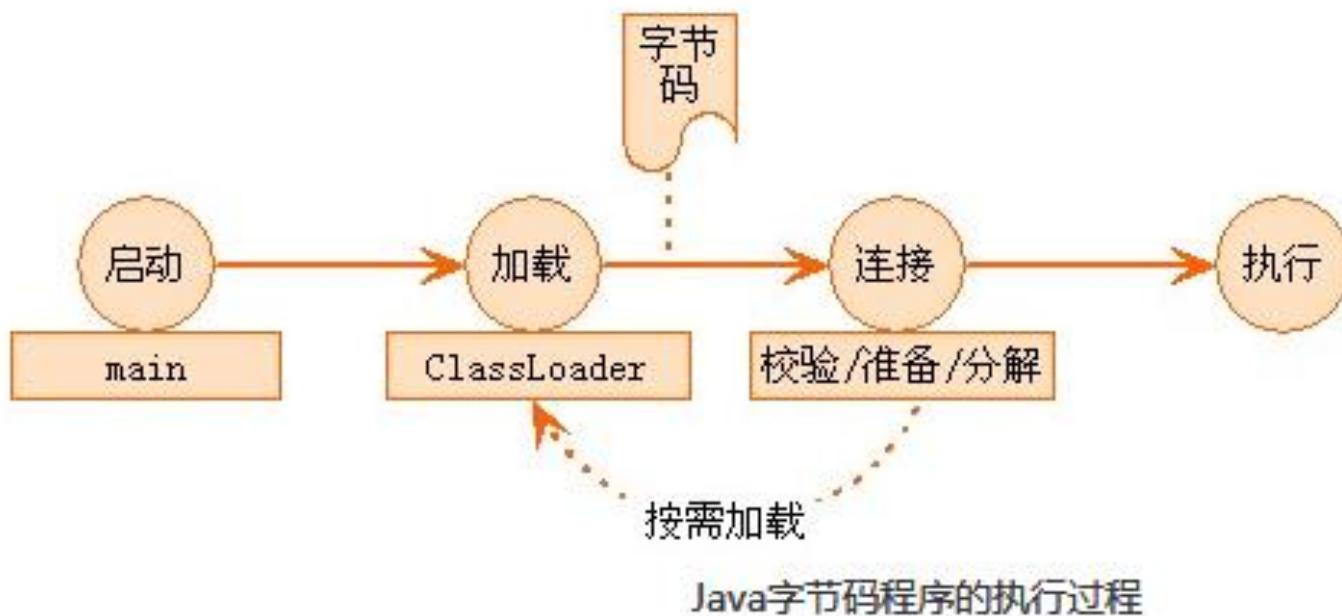 字节
码
启动
加载
连接
执行
main
ClassLoader
校验/准备/分解
按需加载
Java字节码程序的执行过程